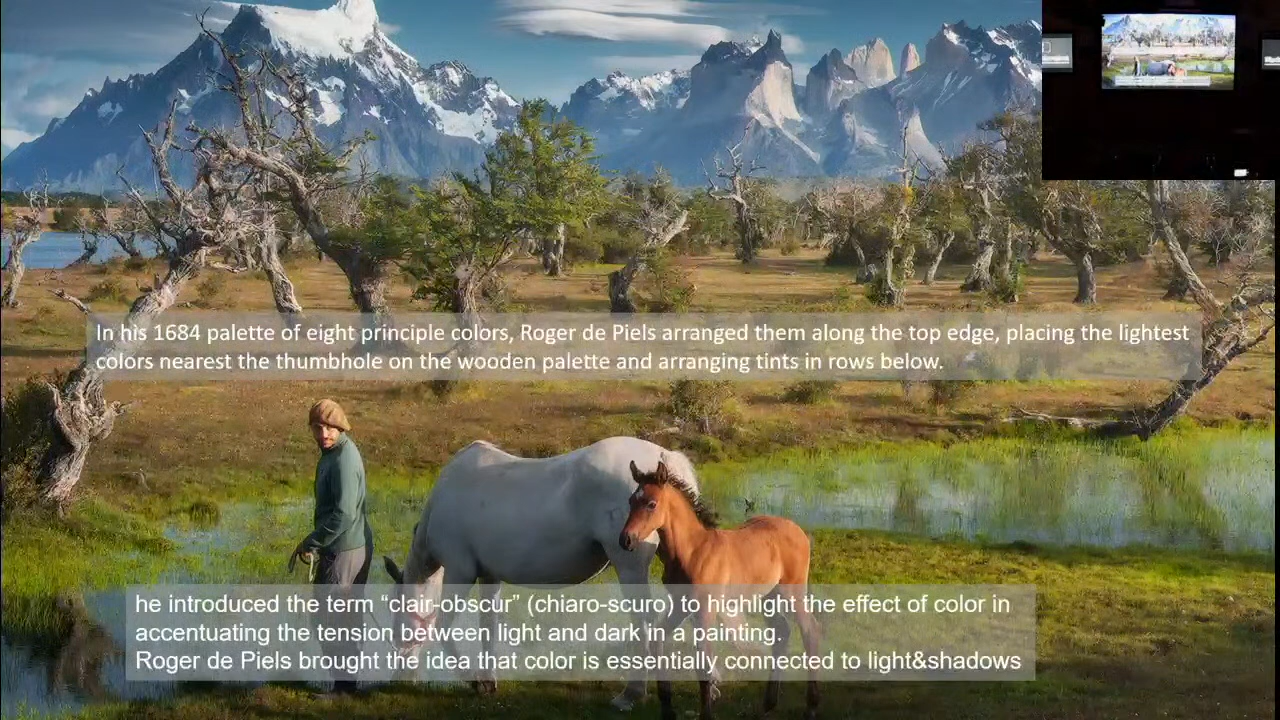 In his 1684 palette of eight principle colors, Roger de Piels arranged them along the top edge, placing the lightest
colors nearest the thumbhole on the wooden palette and arranging tints in rows below.
he introduced the term “clair-obscur” (chiaro-scuro) to highlight the effect of color in
accentuating the tension between light and dark in a painting.
Roger de Piels brought the idea that color is essentially connected to light&shadows